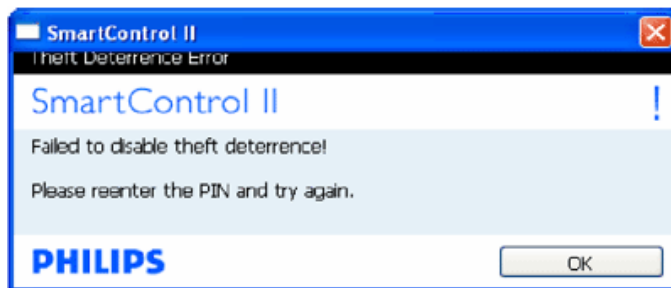 SmartControl II
Theft Deterrence Error
SmartControl II !
Failed to disable theft deterrence!
Please reenter the PIN and try again.
PHILIPS
OK